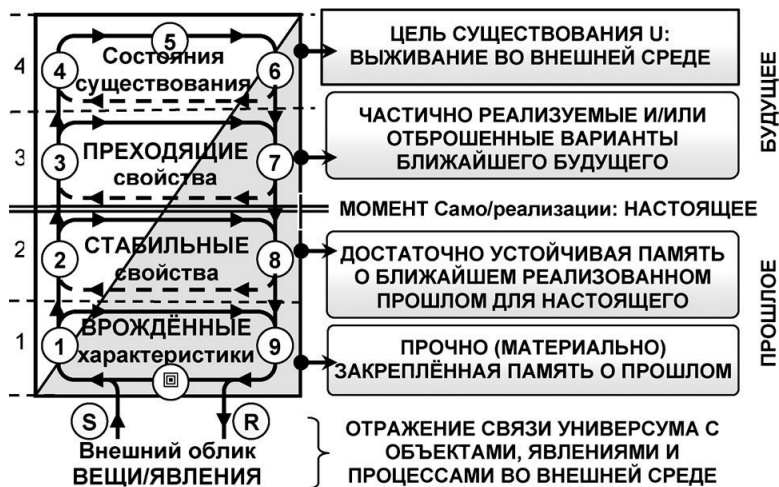 4
5
Состояния
существования
4
6
ЦЕЛЬ СУЩЕСТВОВАНИЯ U:
ВЫЖИВАНИЕ ВО ВНЕШНЕЙ СРЕДЕ
3
3
ПРЕХОДЯЩИЕ
свойства
7
ЧАСТИЧНО РЕАЛИЗУЕМЫЕ И/ИЛИ
ОТБРОШЕННЫЕ ВАРИАНТЫ
БЛИЖАЙШЕГО БУДУЩЕГО
БУДУЩЕЕ
МОМЕНТ Само/реализации: НАСТОЯЩЕЕ
2
2
СТАБИЛЬНЫЕ
свойства
8
ДОСТАТОЧНО УСТОЙЧИВАЯ ПАМЯТЬ
О БЛИЖАЙШЕМ РЕАЛИЗОВАННОМ
ПРОШЛОМ ДЛЯ НАСТОЯЩЕГО
1
1
ВРОЖДЁННЫЕ
характеристики
9
ПРОЧНО (МАТЕРИАЛЬНО)
ЗАКРЕПЛЁННАЯ ПАМЯТЬ О ПРОШЛОМ
ПРОШЛОЕ
S
R
Внешний облик
ВЕЩИ/ЯВЛЕНИЯ
ОТРАЖЕНИЕ СВЯЗИ УНИВЕРСУМА С
ОБЪЕКТАМИ, ЯВЛЕНИЯМИ И
ПРОЦЕССАМИ ВО ВНЕШНЕЙ СРЕДЕ